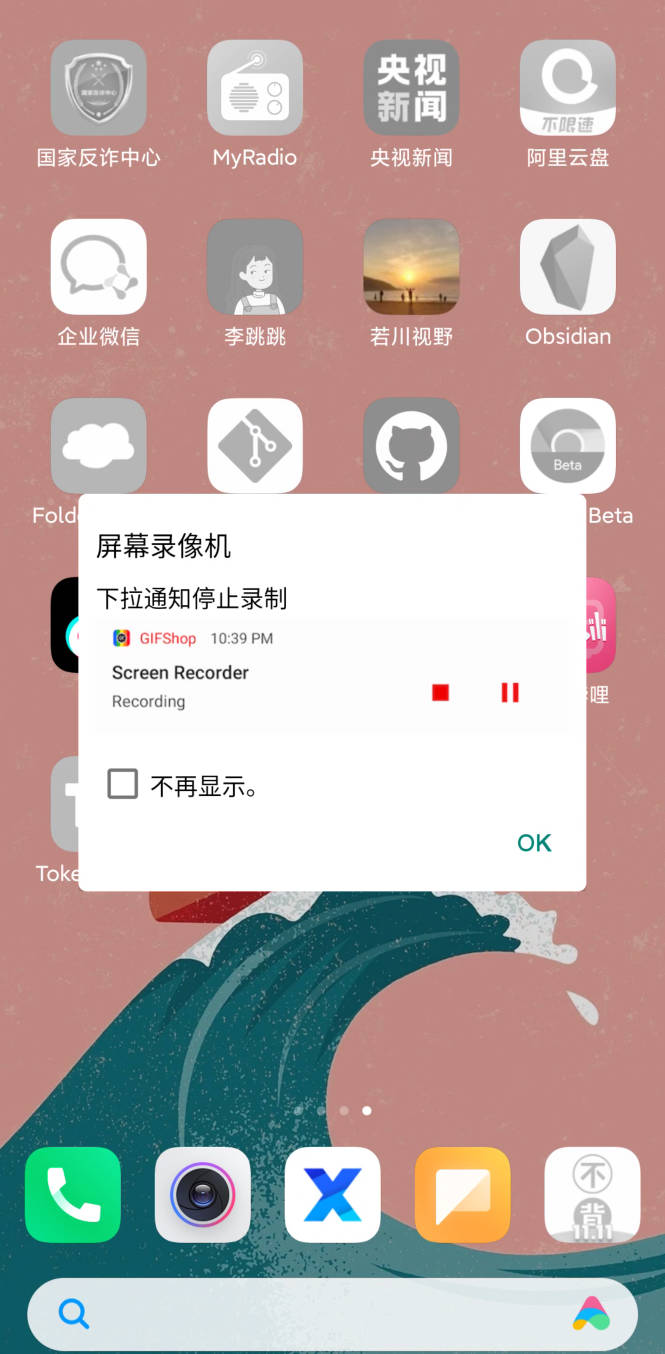 央视
新闻
不限速
国家反诈中心
MyRadio
央视新闻
阿里云盘
企业微信
李跳跳
若川视野
Obsidian
Beta
Fold
Beta
屏幕录像机
下拉通知停止录制
GIFShop 10:39 PM
Screen Recorder
Recording
哩
不再显示。
OK
Toke
不
背
11.11